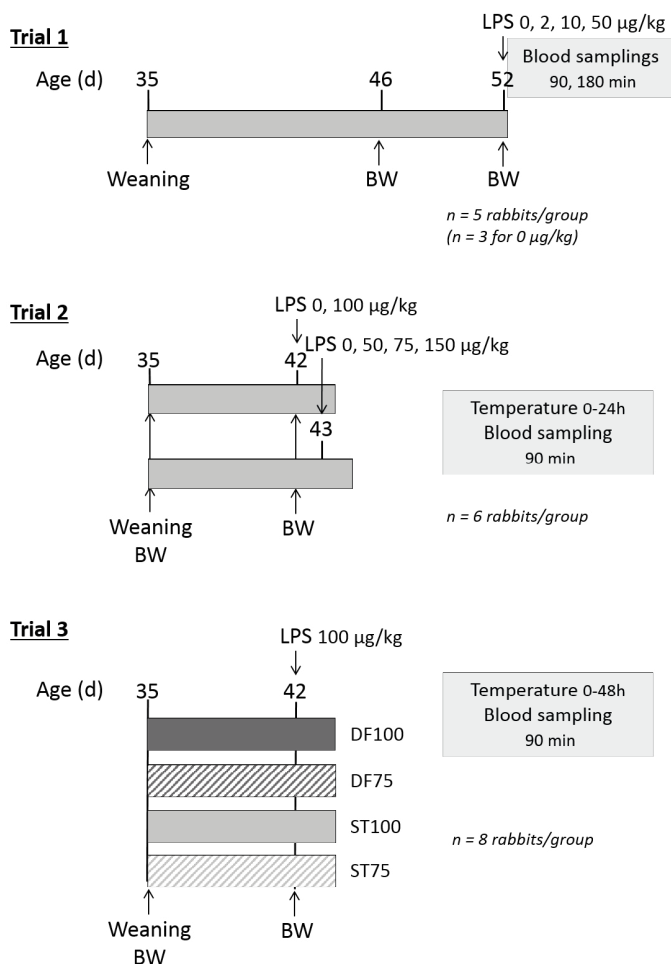 Trial 1
LPS 0, 2, 10, 50 µg/kg
Blood samplings
90, 180 min
Age (d)
35
46
52
Weaning
BW
BW
n = 5 rabbits/group
(n = 3 for 0 µg/kg)
Trial 2
LPS 0, 100 µg/kg
LPS 0, 50, 75, 150 µg/kg
Age (d)
35
42
43
Temperature 0-24h
Blood sampling
90 min
Weaning
BW
BW
n = 6 rabbits/group
Trial 3
LPS 100 µg/kg
Age (d)
35
42
Temperature 0-48h
Blood sampling
90 min
DF100
DF75
ST100
ST75
n = 8 rabbits/group
Weaning
BW
BW